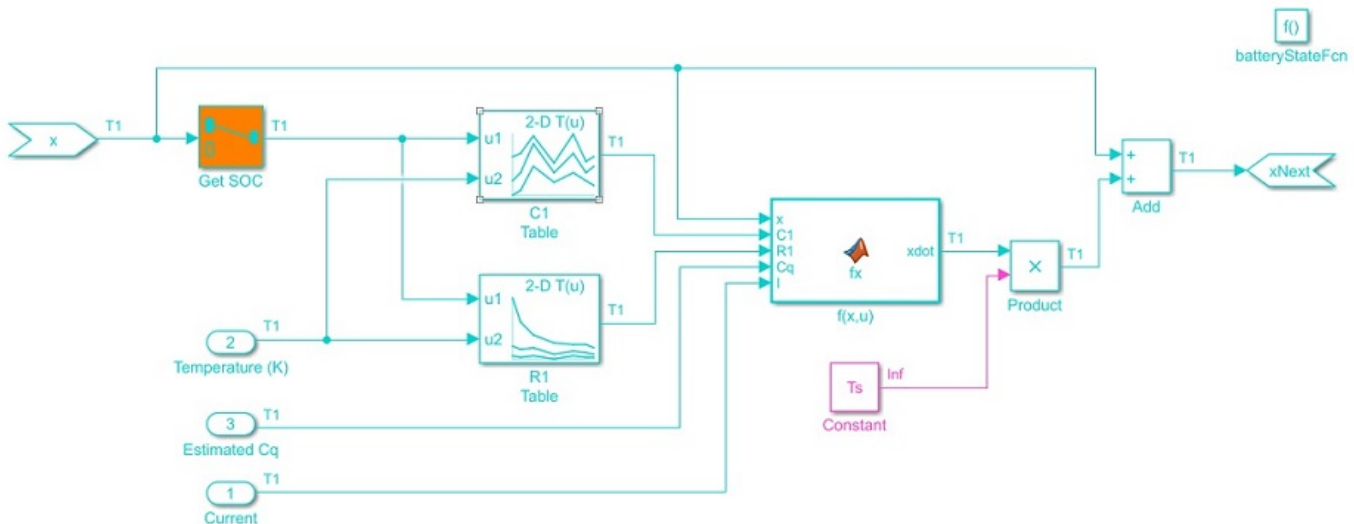 f()
batteryStateFcn
x
T1
Get SOC
T1
2-D T(u)
u1
u2
T1
C1
Table
2-D T(u)
u1
u2
T1
R1
Table
2
T1
Temperature (K)
3
T1
Estimated Cq
1
T1
Current
x
C1
R1
Cq
I
fx
xdot
T1
f(x,u)
Ts
Inf
Constant
×
T1
Product
+
+
T1
Add
xNext